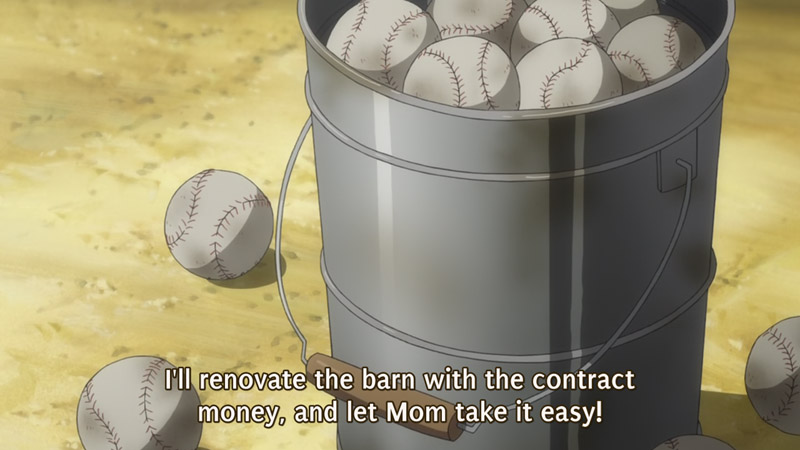 I'll renovate the barn with the contract
money, and let Mom take it easy!